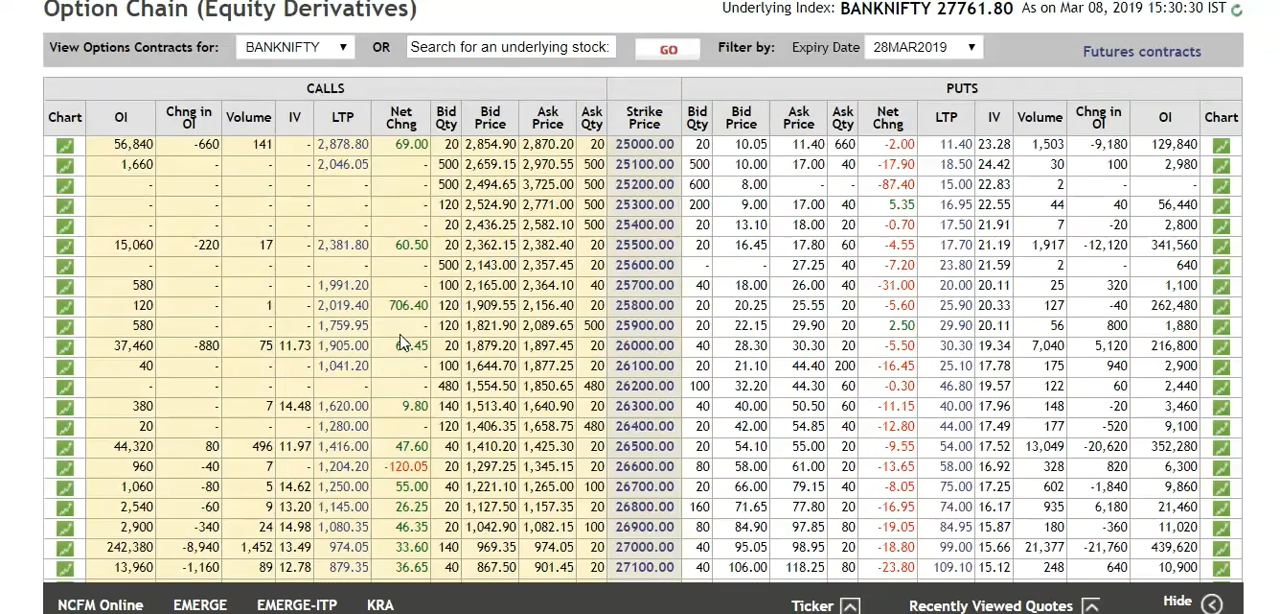 Option Chain (Equity Derivatives) Underlying Index: BANKNIFTY 27761.80 As on Mar 08, 2019 15:30:30 IST
View Options Contracts for: BANKNIFTY OR Search for an underlying stock: GO Filter by: Expiry Date 28MAR2019 Futures contracts
CALLS PUTS
Chart OI Chng in OI Volume IV LTP Net Chng Bid Qty Bid Price Ask Price Ask Qty Strike Price Bid Qty Bid Price Ask Price Ask Qty Net Chng LTP IV Volume Chng in OI OI Chart
56,840 -660 141 - 2,878.80 69.00 20 2,854.90 2,870.20 20 25000.00 20 10.05 11.40 660 -2.00 11.40 23.28 1,503 -9,180 129,840
1,660 - - - 2,046.05 - 500 2,659.15 2,970.55 500 25100.00 500 10.00 17.00 40 -17.90 18.50 24.42 30 100 2,980
- - - - - - 500 2,494.65 3,725.00 500 25200.00 600 8.00 - - -87.40 15.00 22.83 2 - -
- - - - - - 120 2,524.90 2,771.00 500 25300.00 200 9.00 17.00 40 5.35 16.95 22.55 44 40 56,440
- - - - - - 20 2,436.25 2,582.10 500 25400.00 20 13.10 18.00 20 -0.70 17.50 21.91 7 -20 2,800
15,060 -220 17 - 2,381.80 60.50 20 2,362.15 2,382.40 20 25500.00 20 16.45 17.80 60 -4.55 17.70 21.19 1,917 -12,120 341,560
- - - - - - 500 2,143.00 2,357.45 20 25600.00 - - 27.25 40 -7.20 23.80 21.59 2 - 640
580 - - - 1,991.20 - 100 2,165.00 2,364.10 40 25700.00 40 18.00 26.00 40 -31.00 20.00 20.11 25 320 1,100
120 - 1 - 2,019.40 706.40 120 1,909.55 2,156.40 20 25800.00 20 20.25 25.55 20 -5.60 25.90 20.33 127 -40 262,480
580 - - - 1,759.95 - 120 1,821.90 2,089.65 500 25900.00 20 22.15 29.90 20 2.50 29.90 20.11 56 800 1,880
37,460 -880 75 11.73 1,905.00 20 1,879.20 1,897.45 20 26000.00 40 28.30 30.30 20 -5.50 30.30 19.34 7,040 5,120 216,800
40 - - - 1,041.20 - 100 1,644.70 1,877.25 20 26100.00 20 21.10 44.40 200 -16.45 25.10 17.78 175 940 2,900
- - - - - - 480 1,554.50 1,850.65 480 26200.00 100 32.20 44.30 60 -0.30 46.80 19.57 122 60 2,440
380 - 7 14.48 1,620.00 9.80 140 1,513.40 1,640.90 20 26300.00 40 40.00 50.50 60 -11.15 40.00 17.96 148 -20 3,460
20 - - - 1,280.00 - 120 1,406.35 1,658.75 480 26400.00 20 42.00 54.85 40 -12.80 44.00 17.49 177 -520 9,100
44,320 80 496 11.97 1,416.00 47.60 40 1,410.20 1,425.30 20 26500.00 20 54.10 55.00 20 -9.55 54.00 17.52 13,049 -20,620 352,280
960 -40 7 - 1,204.20 -120.05 20 1,297.25 1,345.15 20 26600.00 80 58.00 61.00 20 -13.65 58.00 16.92 328 820 6,300
1,060 -80 5 14.62 1,250.00 55.00 20 1,221.10 1,265.00 100 26700.00 20 66.00 79.15 40 -8.05 75.00 17.25 602 -1,840 9,860
2,540 -60 9 13.20 1,145.00 26.25 20 1,127.50 1,157.35 20 26800.00 160 71.65 77.80 20 -16.95 74.00 16.17 935 6,180 21,460
2,900 -340 24 14.98 1,080.35 46.35 20 1,042.90 1,082.15 100 26900.00 80 84.90 97.85 80 -19.05 84.95 15.87 180 -360 11,020
242,380 -8,940 1,452 13.49 974.05 33.60 140 969.35 974.05 20 27000.00 40 95.05 98.95 20 -18.80 99.00 15.66 21,377 -21,760 439,620
13,960 -1,160 89 12.78 879.35 36.65 40 867.50 901.45 20 27100.00 40 106.00 118.25 80 -23.80 109.10 15.12 248 640 10,900
NCFM Online EMERGE EMERGE-ITP KRA Ticker Recently Viewed Quotes Hide